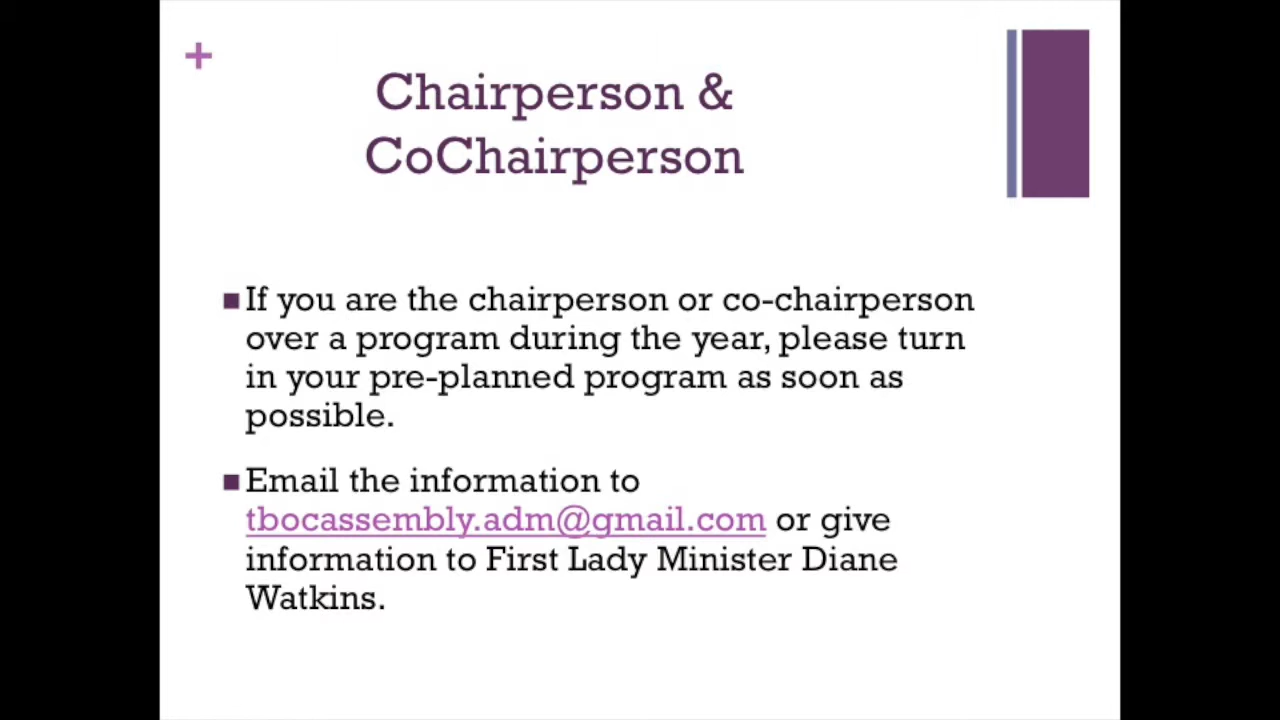 +
Chairperson &
CoChairperson
If you are the chairperson or co-chairperson
over a program during the year, please turn
in your pre-planned program as soon as
possible.
Email the information to
tbocassembly.adm@gmail.com or give
information to First Lady Minister Diane
Watkins.